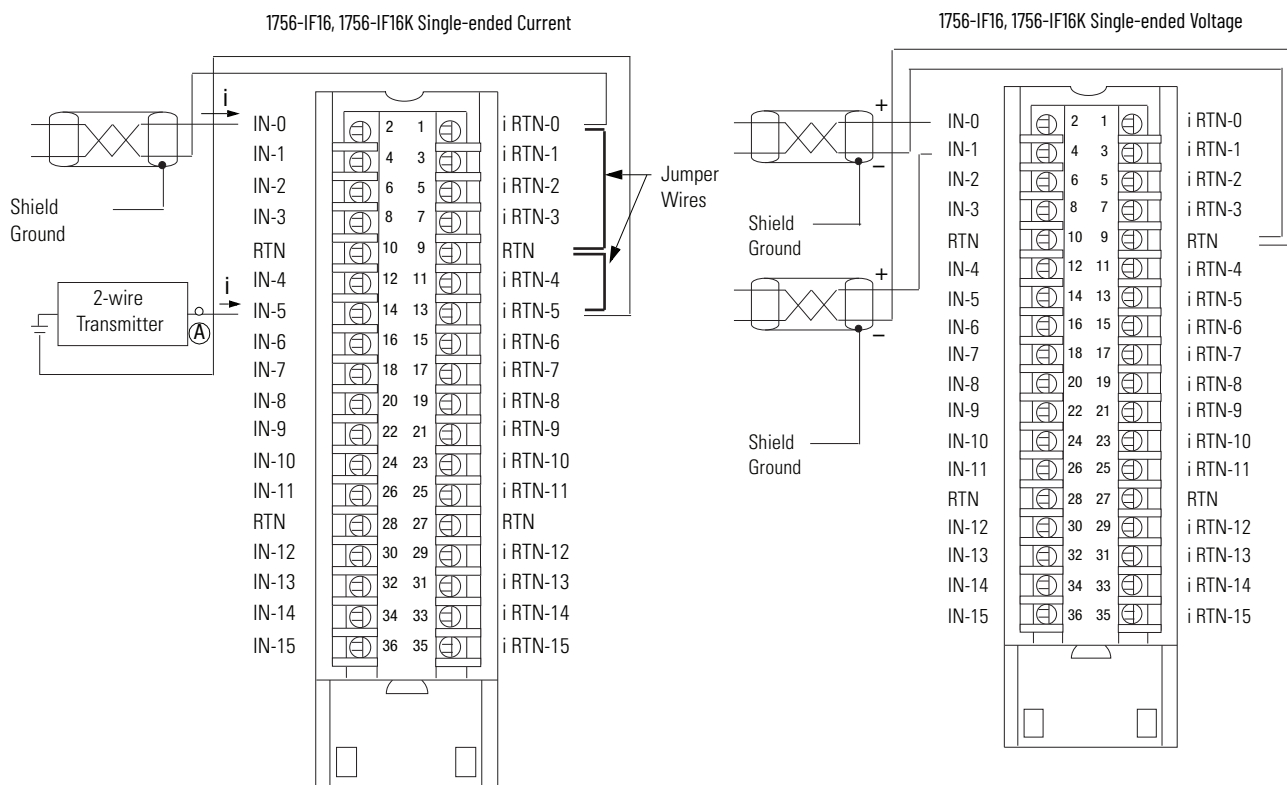 1756-IF16, 1756-IF16K Single-ended Current
i
IN-0 2 1 i RTN-0
IN-1 4 3 i RTN-1
IN-2 6 5 i RTN-2
IN-3 8 7 i RTN-3
RTN 10 9 RTN
IN-4 12 11 i RTN-4
IN-5 14 13 i RTN-5
IN-6 16 15 i RTN-6
IN-7 18 17 i RTN-7
IN-8 20 19 i RTN-8
IN-9 22 21 i RTN-9
IN-10 24 23 i RTN-10
IN-11 26 25 i RTN-11
RTN 28 27 RTN
IN-12 30 29 i RTN-12
IN-13 32 31 i RTN-13
IN-14 34 33 i RTN-14
IN-15 36 35 i RTN-15
Shield
Ground
2-wire
Transmitter
A
i
Jumper
Wires
1756-IF16, 1756-IF16K Single-ended Voltage
+
−
Shield
Ground
+
−
Shield
Ground
IN-0 2 1 i RTN-0
IN-1 4 3 i RTN-1
IN-2 6 5 i RTN-2
IN-3 8 7 i RTN-3
RTN 10 9 RTN
IN-4 12 11 i RTN-4
IN-5 14 13 i RTN-5
IN-6 16 15 i RTN-6
IN-7 18 17 i RTN-7
IN-8 20 19 i RTN-8
IN-9 22 21 i RTN-9
IN-10 24 23 i RTN-10
IN-11 26 25 i RTN-11
RTN 28 27 RTN
IN-12 30 29 i RTN-12
IN-13 32 31 i RTN-13
IN-14 34 33 i RTN-14
IN-15 36 35 i RTN-15